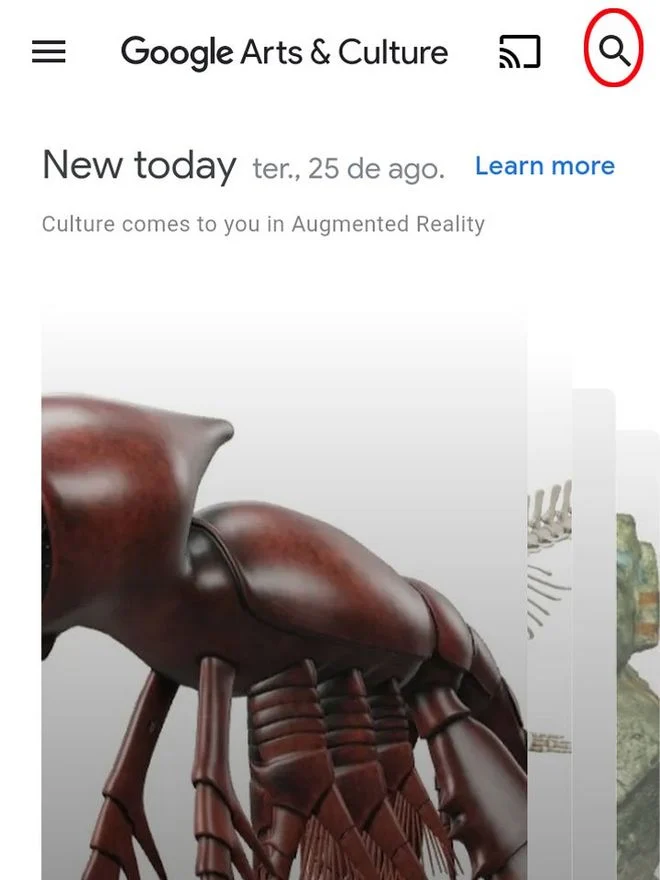 Google Arts & Culture
New today ter., 25 de ago. Learn more
Culture comes to you in Augmented Reality